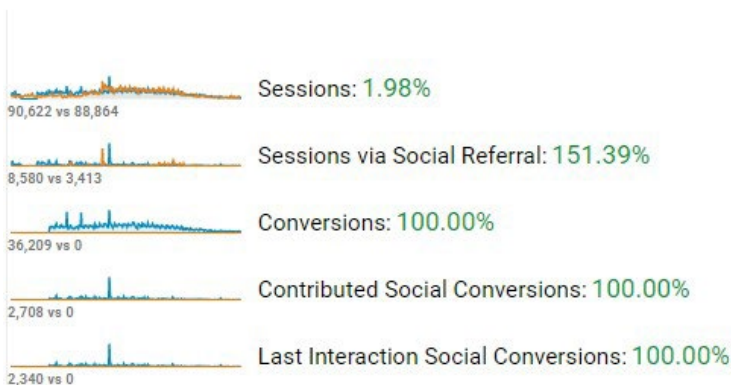 Sessions: 1.98%
90,622 vs 88,864
Sessions via Social Referral: 151.39%
8,580 vs 3,413
Conversions: 100.00%
36,209 vs 0
Contributed Social Conversions: 100.00%
2,708 vs 0
Last Interaction Social Conversions: 100.00%
2,340 vs 0